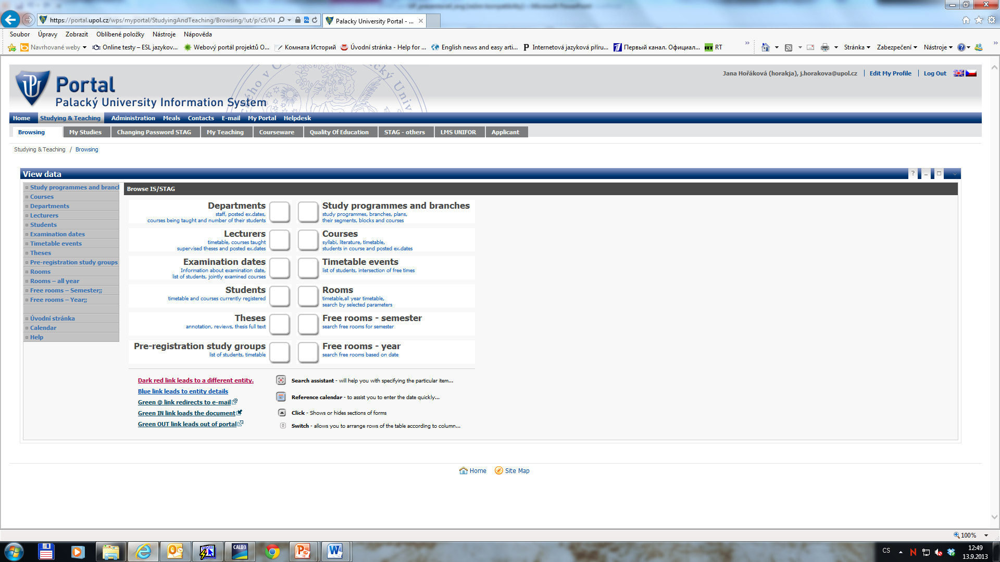 https://portal.upol.cz/wps/myportal/StudyingAndTeaching/Browsing/!ut/p/c5/04
Palacky University Portal - ...
Soubor Úpravy Zobrazit Oblíbené položky Nástroje Nápověda
Navrhované weby Online testy – ESL jazykov... Webový portál projektů O... Комната Историй Úvodní stránka - Help for ... English news and easy arti... Internetová jazyková příru... Первый канал. Официал... RT Stránka Zabezpečení Nástroje
Jana Hořáková (horakja), j.horakova@upol.cz Edit My Profile Log Out
Portal
Palacký University Information System
Home Studying & Teaching Administration Meals Contacts E-mail My Portal Helpdesk
Browsing My Studies Changing Password STAG My Teaching Courseware Quality Of Education STAG - others LMS UNIFOR Applicant
Studying & Teaching / Browsing
View data
Study programmes and branch
Courses
Departments
Lecturers
Students
Examination dates
Timetable events
Theses
Pre-registration study groups
Rooms
Rooms – all year
Free rooms – Semester;;
Free rooms – Year;;
Úvodní stránka
Calendar
Help
Browse IS/STAG
Departments
staff, posted ex.dates,
courses being taught and number of their students
Study programmes and branches
study programmes, branches, plans,
their segments, blocks and courses
Lecturers
timetable, courses taught
supervised theses and posted ex.dates
Courses
syllabi, literature, timetable,
students in course and posted ex.dates
Examination dates
Information about examination date,
list of students, jointly examined courses
Timetable events
list of students, intersection of free times
Students
timetable and courses currently registered
Rooms
timetable,all year timetable,
search by selected parameters
Theses
annotation, reviews, thesis full text
Free rooms - semester
search free rooms for semester
Pre-registration study groups
list of students, timetable
Free rooms - year
search free rooms based on date
Dark red link leads to a different entity.
Blue link leads to entity details
Green @ link redirects to e-mail
Green IN link loads the document
Green OUT link leads out of portal
Search assistant - will help you with specifying the particular item...
Reference calendar - to assist you to enter the date quickly...
Click - Shows or hides sections of forms
Switch - allows you to arrange rows of the table according to column...
Home Site Map
100%
CALD3
CS
12:49
13.9.2013